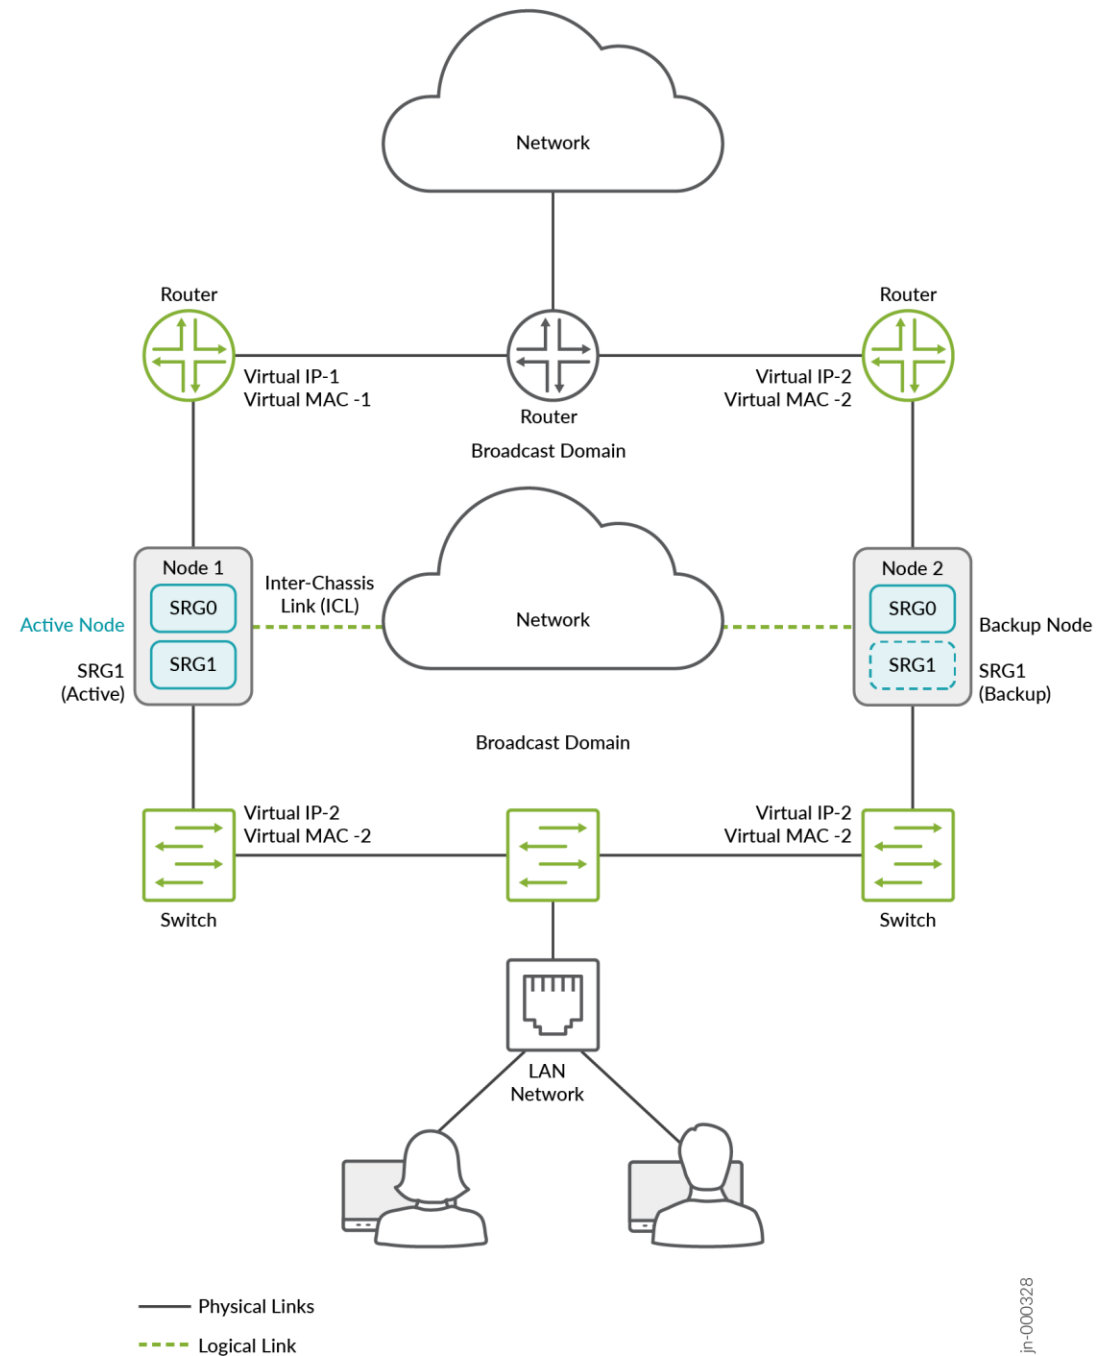 Network
Router
Router
Virtual IP-1
Virtual MAC -1
Virtual IP-2
Virtual MAC -2
Router
Broadcast Domain
Node 1
SRG0
SRG1
Active Node
SRG1
(Active)
Inter-Chassis
Link (ICL)
Network
Node 2
SRG0
SRG1
Backup Node
SRG1
(Backup)
Broadcast Domain
Virtual IP-2
Virtual MAC -2
Virtual IP-2
Virtual MAC -2
Switch
Switch
LAN
Network
Physical Links
Logical Link
jn-000328